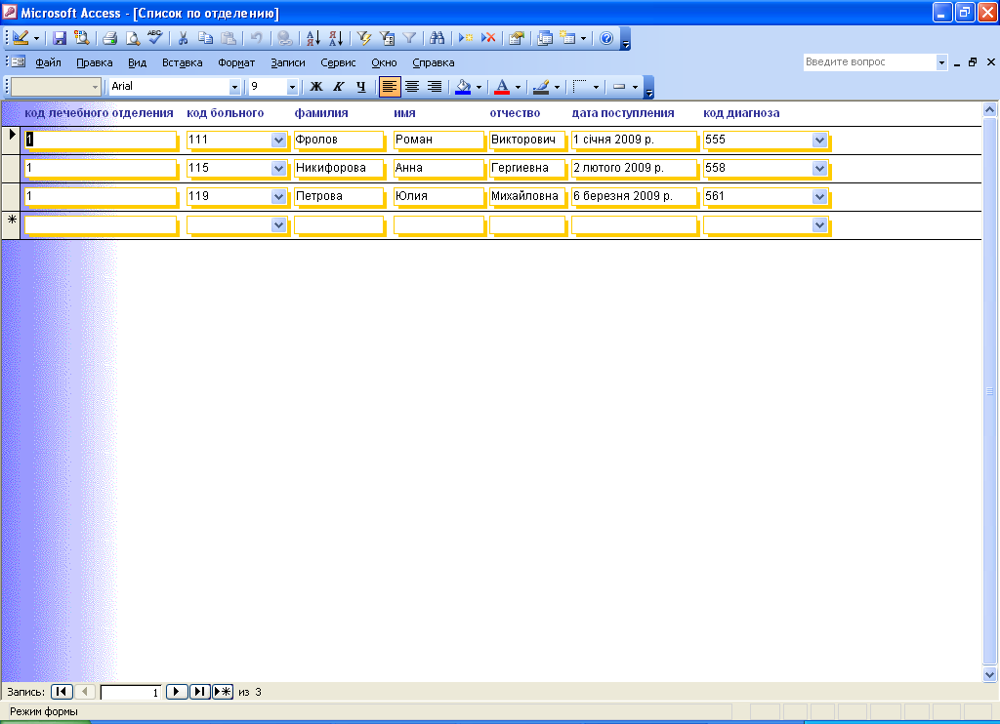 Microsoft Access - [Список по отделению]
Файл Правка Вид Вставка Формат Записи Сервис Окно Справка Введите вопрос
Arial 9 Ж К Ч
код лечебного отделения код больного фамилия имя отчество дата поступления код диагноза
1 111 Фролов Роман Викторович 1 січня 2009 р. 555
1 115 Никифорова Анна Гергиевна 2 лютого 2009 р. 558
1 119 Петрова Юлия Михайловна 6 березня 2009 р. 561
Запись: 1 из 3
Режим формы